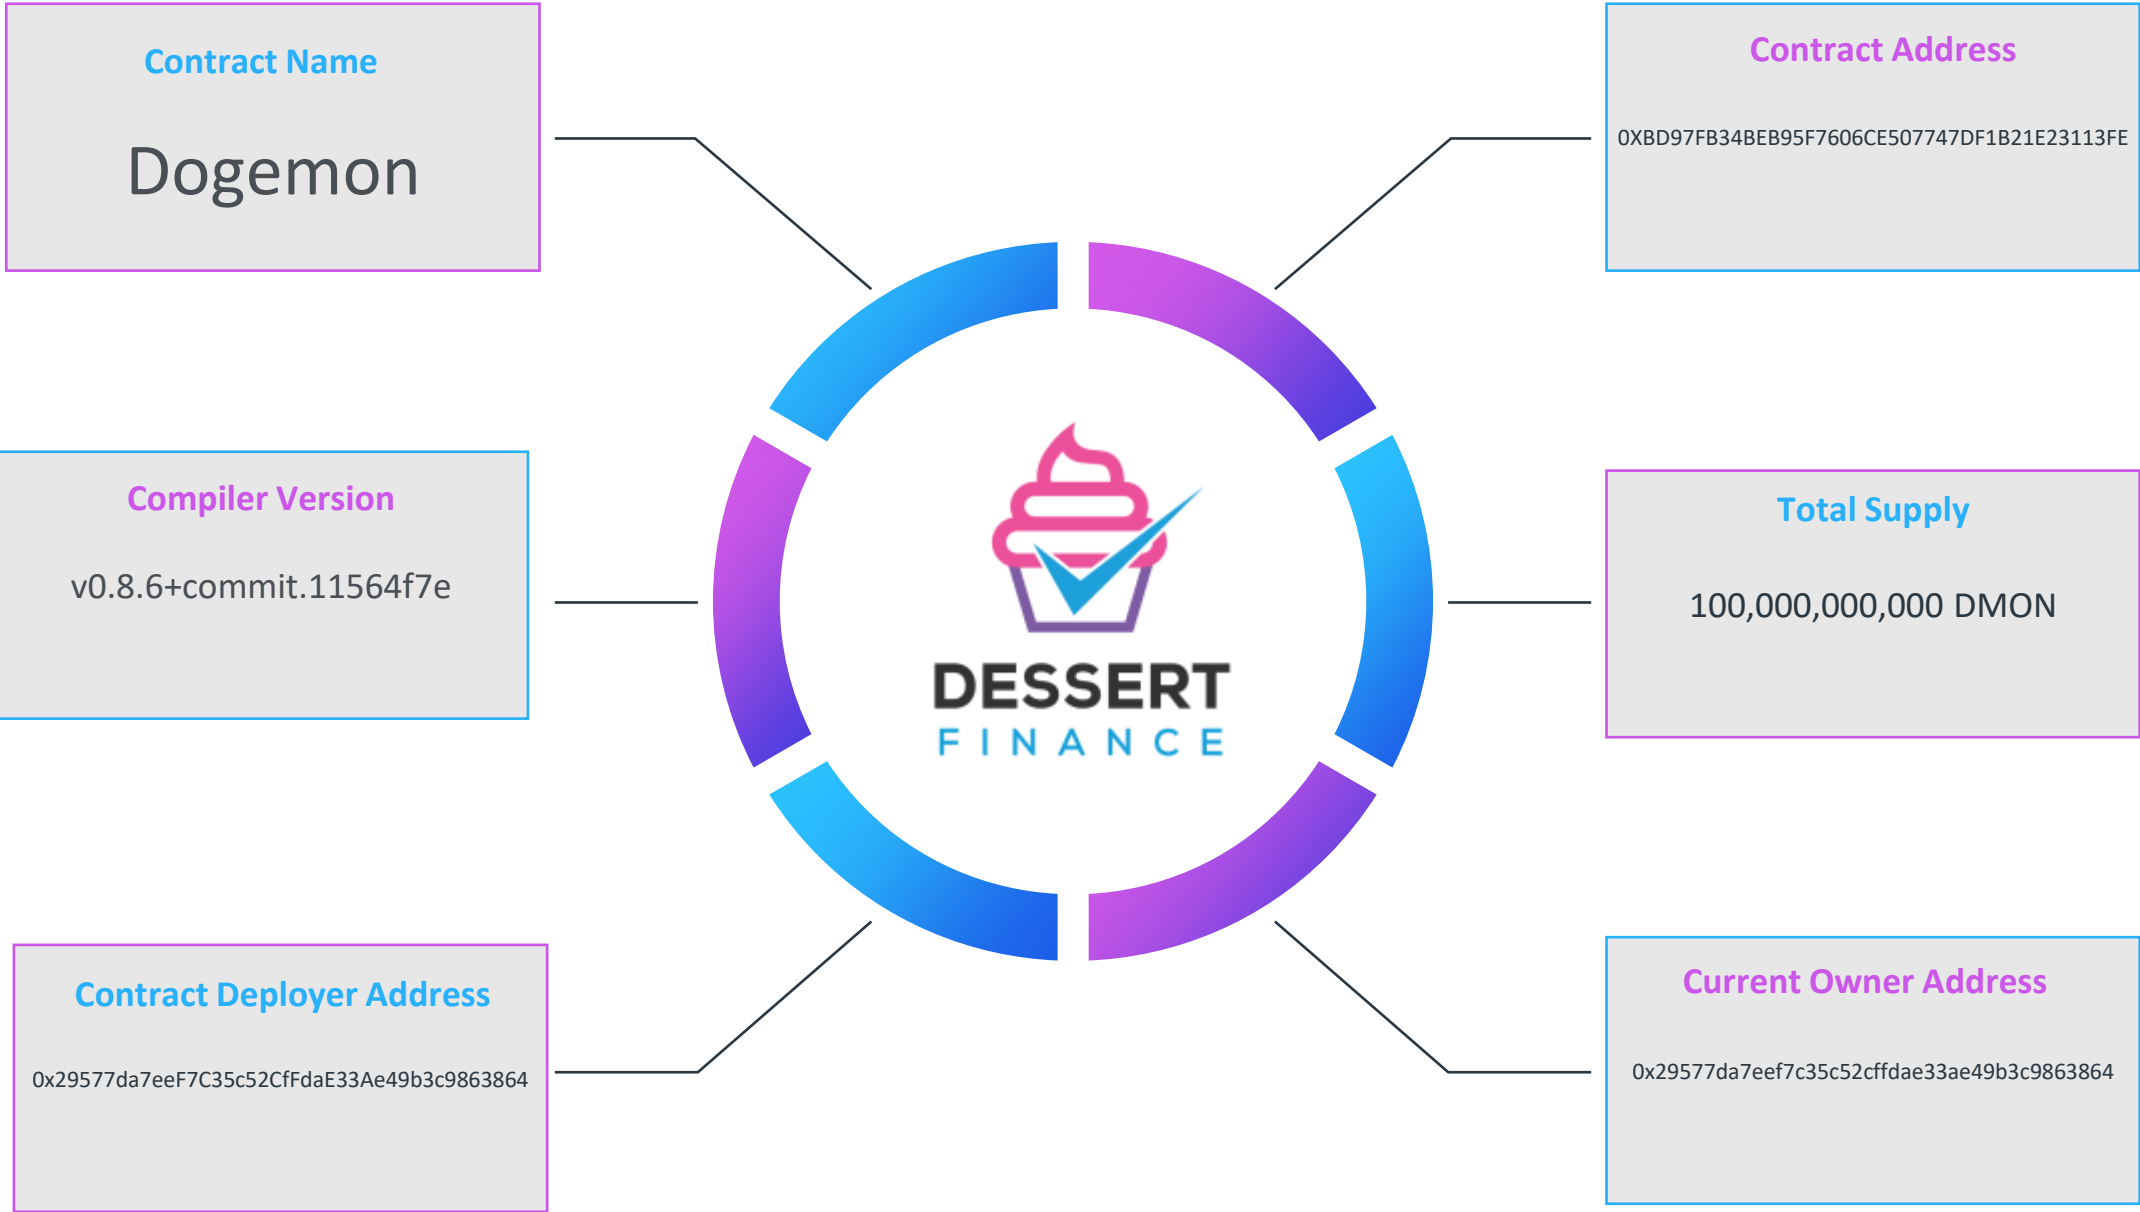 Contract Name
Dogemon
Contract Address
0XBD97FB34BEB95F7606CE507747DF1B21E23113FE
Compiler Version
v0.8.6+commit.11564f7e
Total Supply
100,000,000,000 DMON
DESSERT
FINANCE
Contract Deployer Address
0x29577da7eeF7C35c52CfFdaE33Ae49b3c9863864
Current Owner Address
0x29577da7eef7c35c52cffdae33ae49b3c9863864